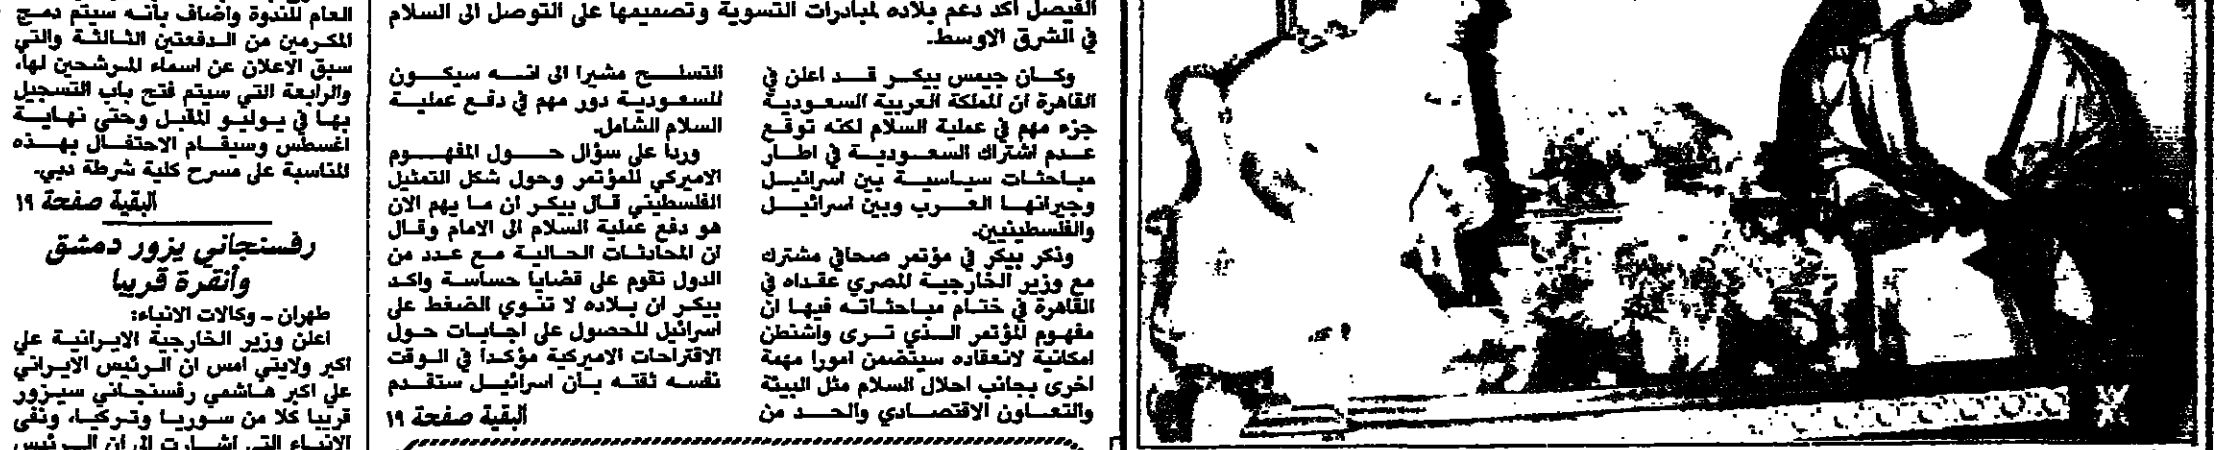 الفيصل اكد دعم بلاده لمبادرات التسوية وتصميمها على التوصل الى السلام
في الشرق الاوسط.
وكان جيمس بيكر قد اعلن في
القاهرة ان المملكة العربية السعودية
جزء مهم في عملية السلام لكنه توقع
عدم اشتراك السعودية في اطار
مباحثات سياسية بين اسرائيل
وجيرانها العرب وبين اسرائيل
والفلسطينيين.
وذكر بيكر في مؤتمر صحافي مشترك
مع وزير الخارجية المصري عقداه في
القاهرة في ختام مباحثاته فيها ان
مفهوم المؤتمر الذي ترى واشنطن
امكانية لانعقاده سيتضمن امورا مهمة
اخرى بجانب احلال السلام مثل البيئة
والتعاون الاقتصادي والحد من
التسلح مشيرا الى انه سيكون
للسعودية دور مهم في دفع عملية
السلام الشامل.
وردا على سؤال حول المفهوم
الاميركي للمؤتمر وحول شكل التمثيل
الفلسطيني قال بيكر ان ما يهم الان
هو دفع عملية السلام الى الامام وقال
ان المحادثات الحالية مع عدد من
الدول تقوم على قضايا حساسة واكد
بيكر ان بلاده لا تنوي الضغط على
اسرائيل للحصول على اجابات حول
الاقتراحات الاميركية مؤكدا في الوقت
نفسه ثقته بأن اسرائيل ستقدم
البقية صفحة ١٩
العام للندوة واضاف بأنه سيتم دمج
المكرمين من الدفعتين الثالثة والتي
سبق الاعلان عن اسماء المرشحين لها،
والرابعة التي سيتم فتح باب التسجيل
بها في يوليو المقبل وحتى نهاية
اغسطس وسيقام الاحتفال بهذه
المناسبة على مسرح كلية شرطة دبي.
البقية صفحة ١٩
رفسنجاني يزور دمشق
وأنقرة قريبا
طهران ـ وكالات الانباء:
اعلن وزير الخارجية الايرانية علي
اكبر ولايتي امس ان الرئيس الايراني
علي اكبر هاشمي رفسنجاني سيزور
قريبا كلا من سوريا وتركيا، ونفى
الانباء التي اشارت الى ان الرئيس